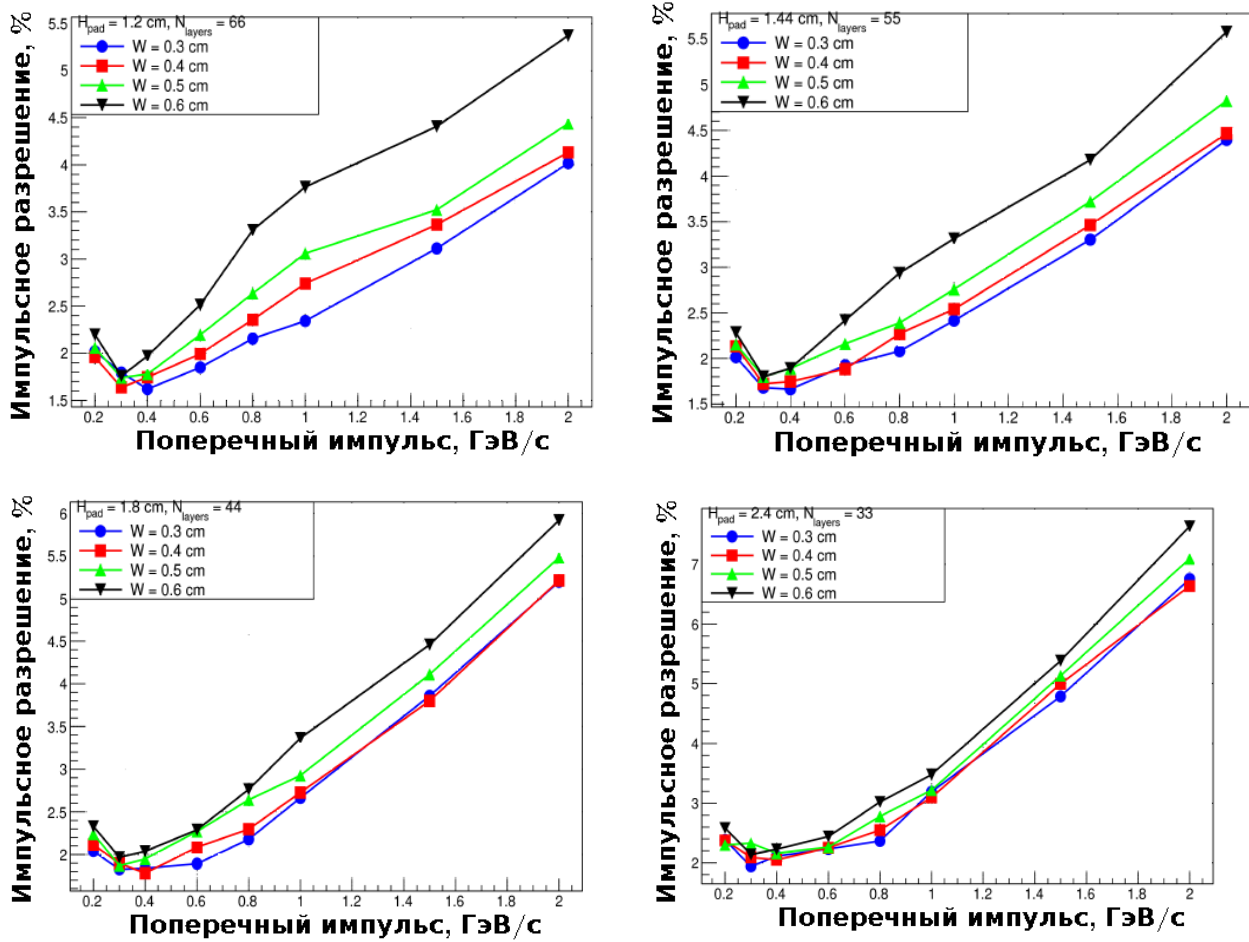 Импульсное разрешение, %
5.5
H_pad = 1.2 cm, N_layers = 66
W = 0.3 cm
W = 0.4 cm
W = 0.5 cm
W = 0.6 cm
5
4.5
4
3.5
3
2.5
2
1.5
0.2 0.4 0.6 0.8 1 1.2 1.4 1.6 1.8 2
Поперечный импульс, ГэВ/с
Импульсное разрешение, %
H_pad = 1.44 cm, N_layers = 55
5.5
W = 0.3 cm
W = 0.4 cm
W = 0.5 cm
W = 0.6 cm
5
4.5
4
3.5
3
2.5
2
1.5
0.2 0.4 0.6 0.8 1 1.2 1.4 1.6 1.8 2
Поперечный импульс, ГэВ/с
Импульсное разрешение, %
6
H_pad = 1.8 cm, N_layers = 44
W = 0.3 cm
W = 0.4 cm
W = 0.5 cm
W = 0.6 cm
5.5
5
4.5
4
3.5
3
2.5
2
0.2 0.4 0.6 0.8 1 1.2 1.4 1.6 1.8 2
Поперечный импульс, ГэВ/с
Импульсное разрешение, %
H_pad = 2.4 cm, N_layers = 33
W = 0.3 cm
W = 0.4 cm
W = 0.5 cm
W = 0.6 cm
7
6
5
4
3
2
0.2 0.4 0.6 0.8 1 1.2 1.4 1.6 1.8 2
Поперечный импульс, ГэВ/с